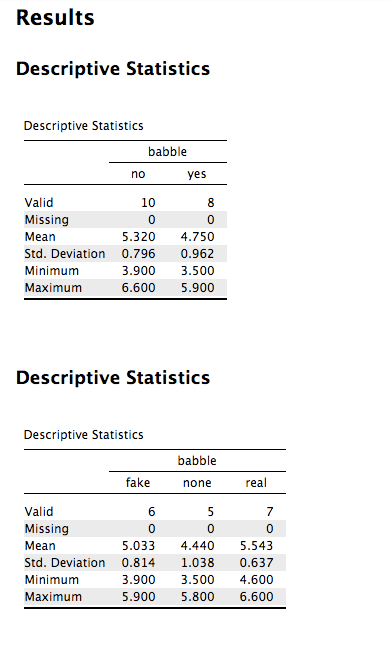 Results
Descriptive Statistics
Descriptive Statistics
babble
no yes
Valid 10 8
Missing 0 0
Mean 5.320 4.750
Std. Deviation 0.796 0.962
Minimum 3.900 3.500
Maximum 6.600 5.900
Descriptive Statistics
Descriptive Statistics
babble
fake none real
Valid 6 5 7
Missing 0 0 0
Mean 5.033 4.440 5.543
Std. Deviation 0.814 1.038 0.637
Minimum 3.900 3.500 4.600
Maximum 5.900 5.800 6.600